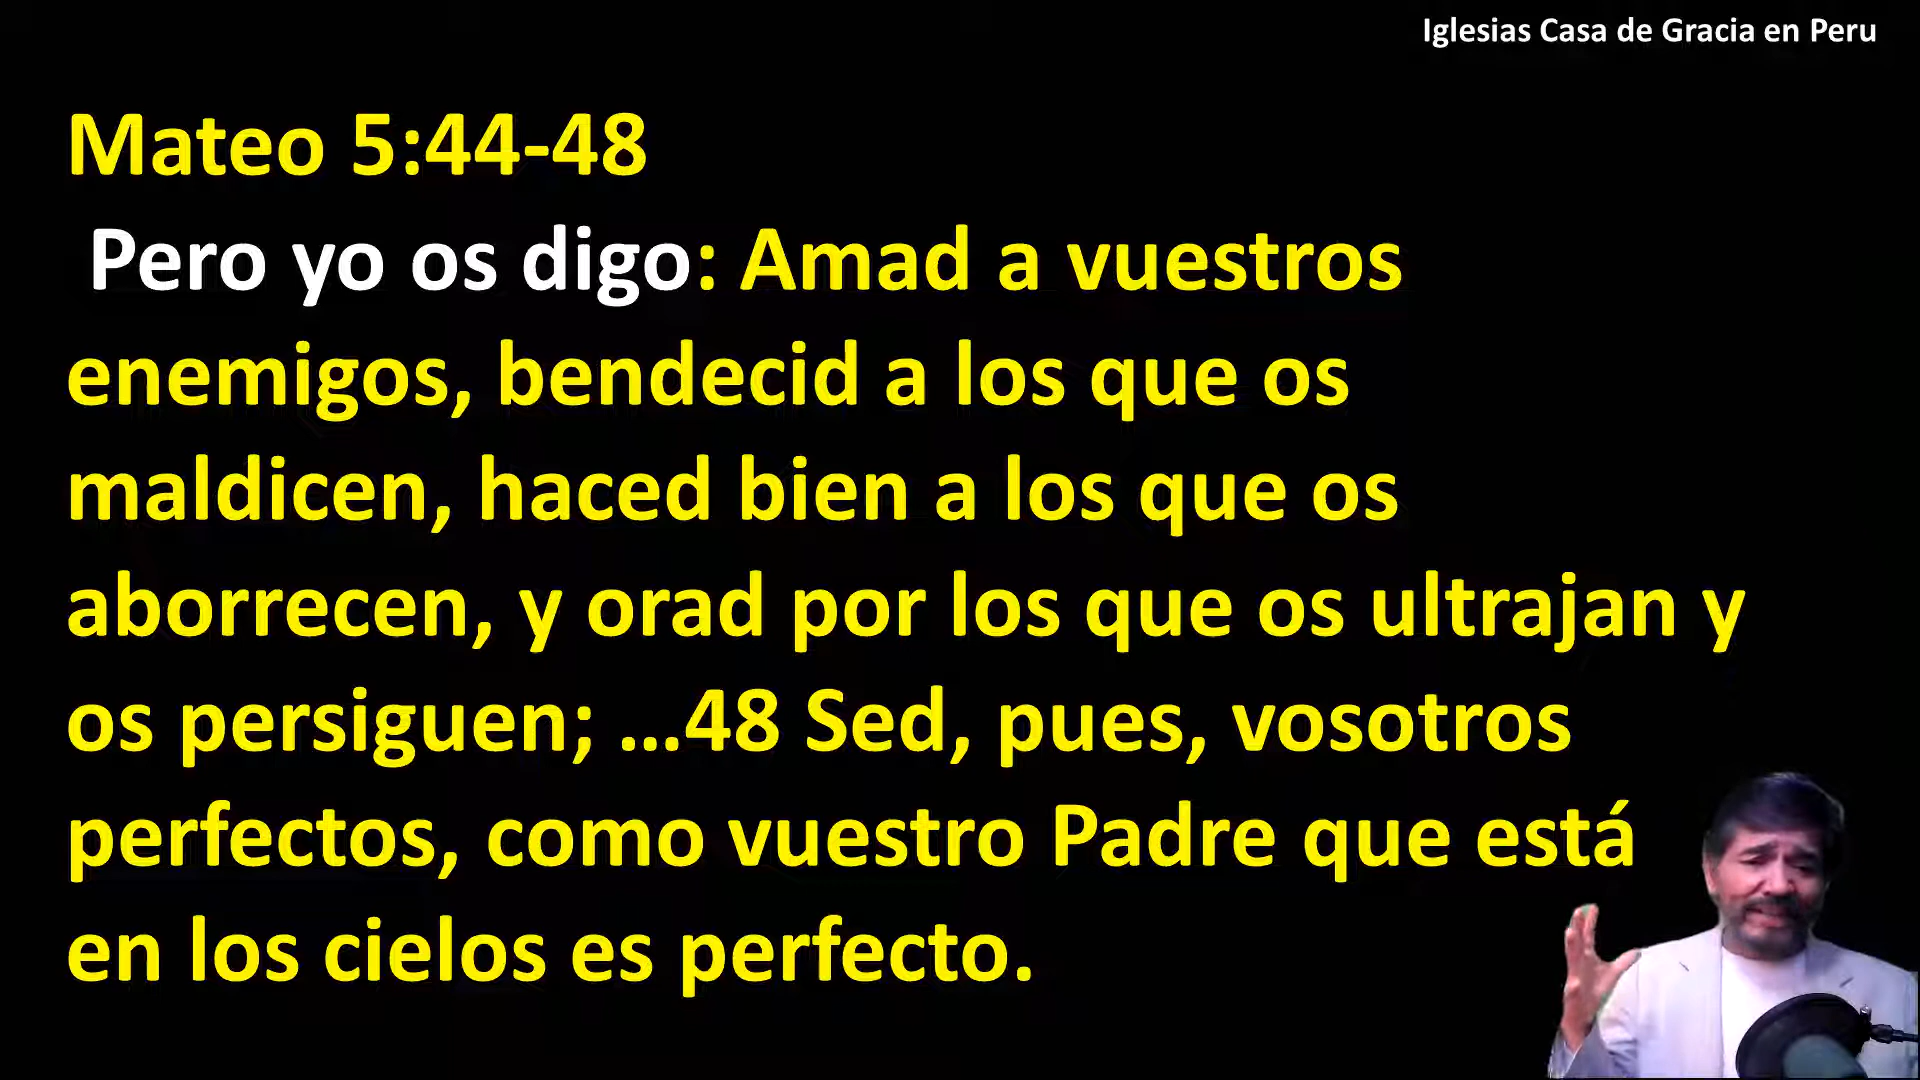 Iglesias Casa de Gracia en Peru
Mateo 5:44-48
Pero yo os digo: Amad a vuestros
enemigos, bendecid a los que os
maldicen, haced bien a los que os
aborrecen, y orad por los que os ultrajan y
os persiguen; ...48 Sed, pues, vosotros
perfectos, como vuestro Padre que está
en los cielos es perfecto.